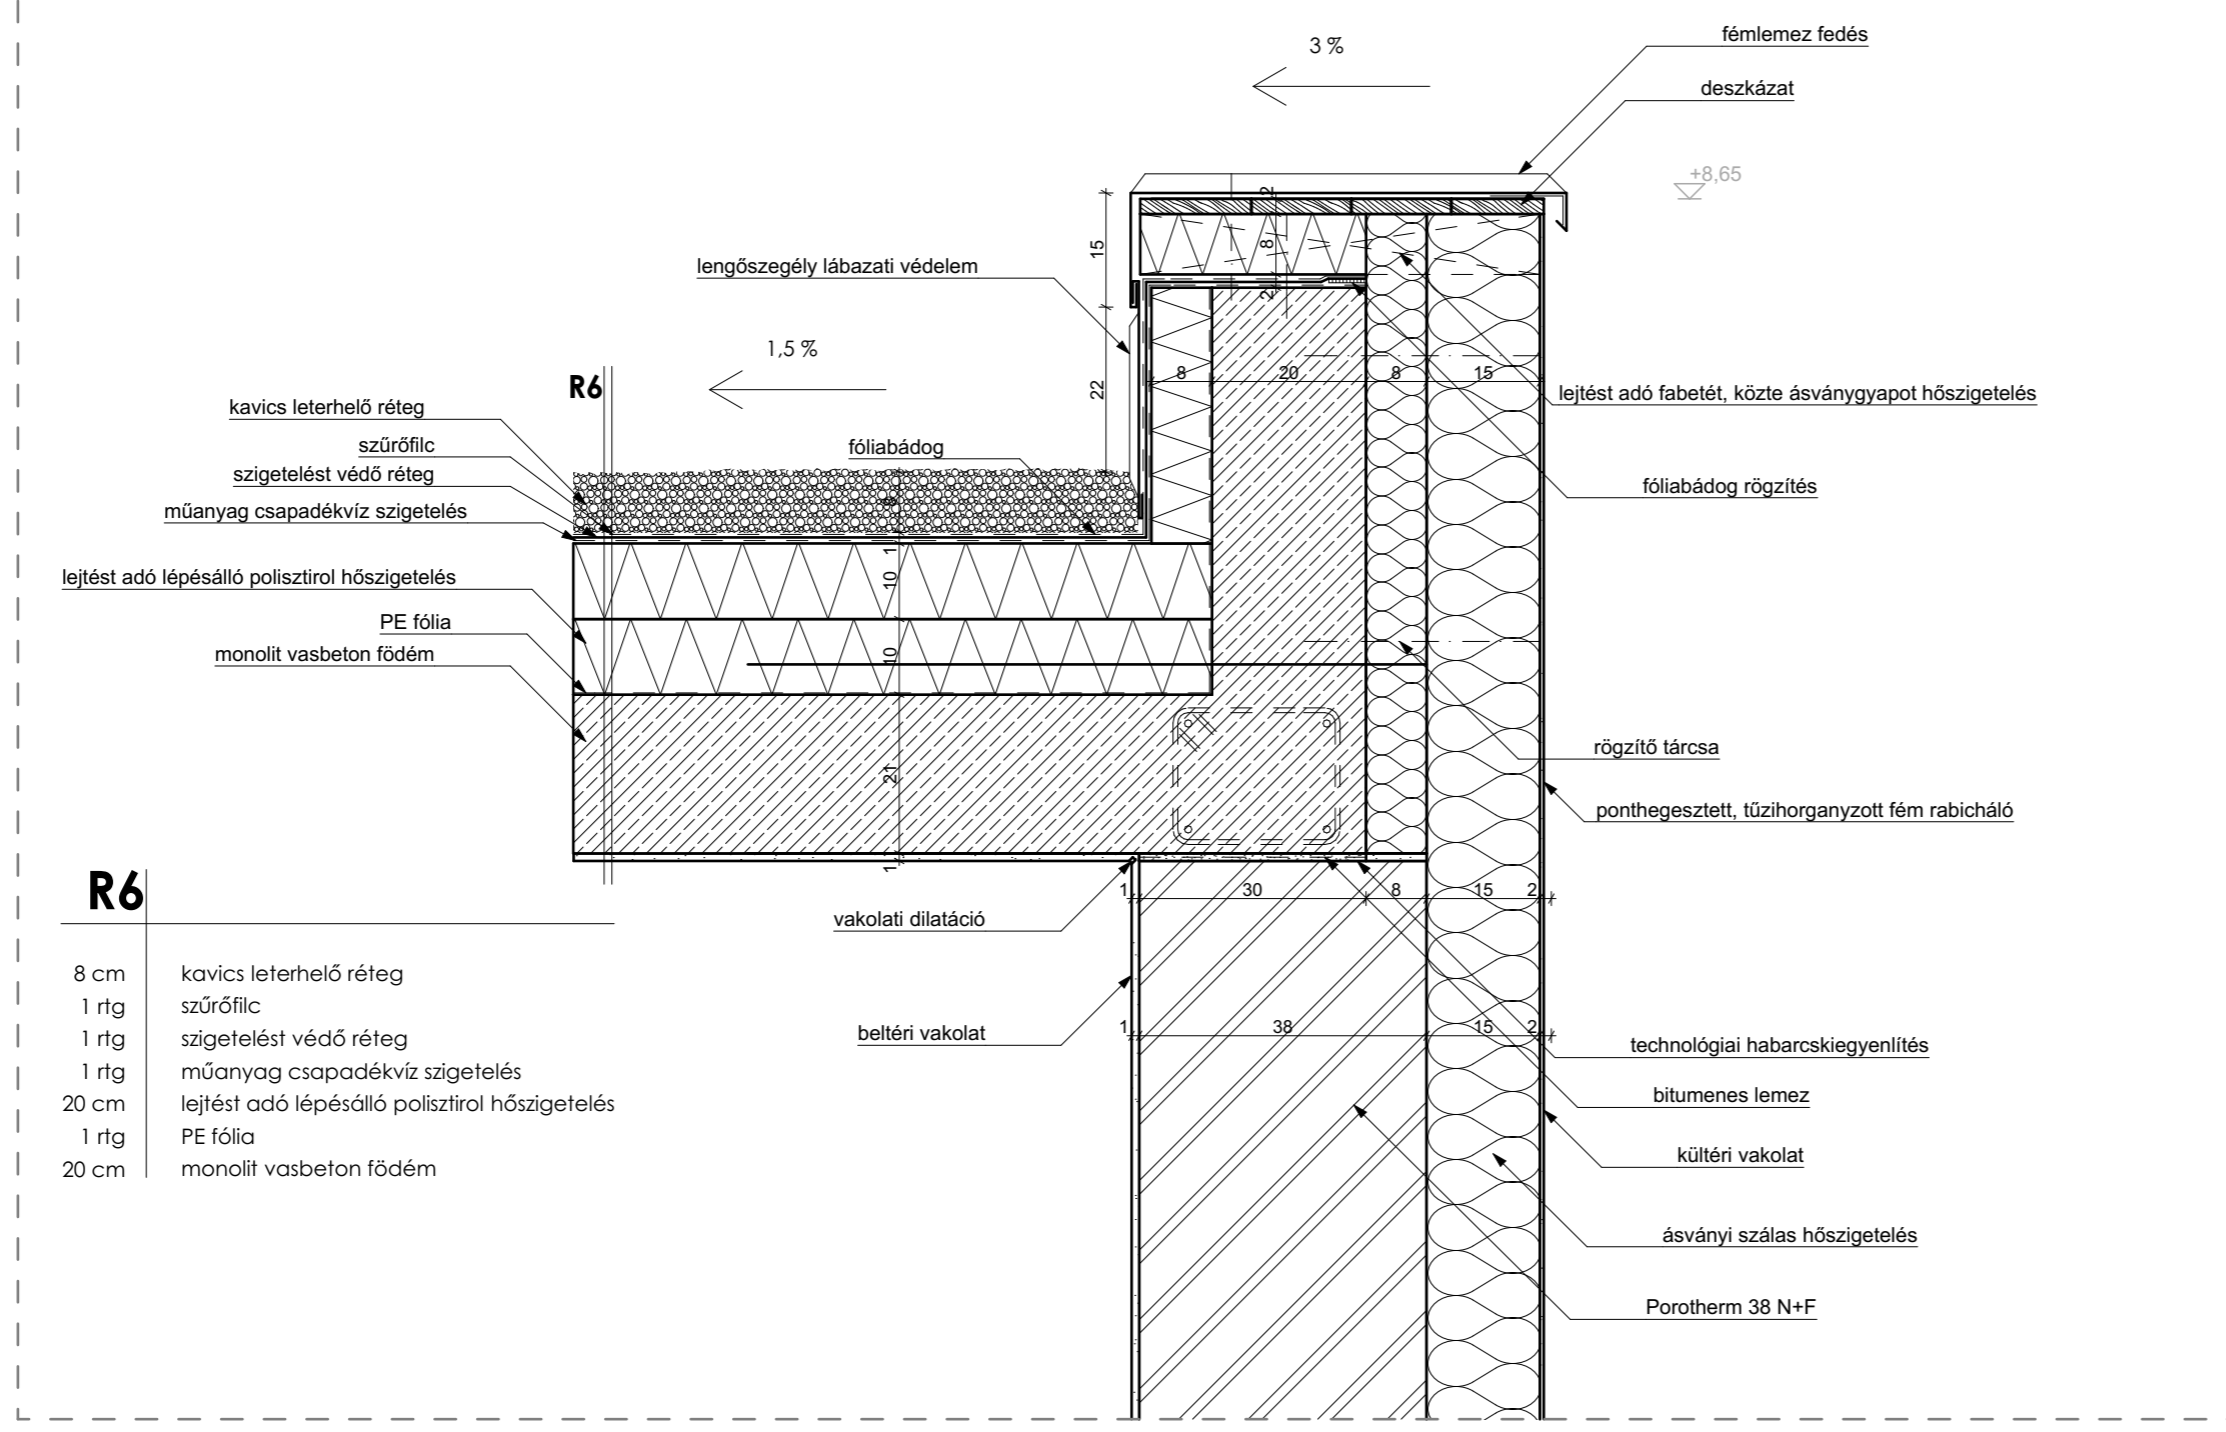 fémlemez fedés
3 %
deszkázat
+8,65
2
15
8
lengőszegély lábazati védelem
2
1,5 %
8
20
8
15
R6
22
lejtést adó fabetét, közte ásványgyapot hőszigetelés
kavics leterhelő réteg
szűrőfilc
fóliabádog
szigetelést védő réteg
fóliabádog rögzítés
8
műanyag csapadékvíz szigetelés
1
lejtést adó lépésálló polisztirol hőszigetelés
10
PE fólia
monolit vasbeton födém
10
rögzítő tárcsa
21
ponthegesztett, tűzihorganyzott fém rabicháló
1
R6
1
30
8
15
2
vakolati dilatáció
8 cm kavics leterhelő réteg
1 rtg szűrőfilc
1 rtg szigetelést védő réteg
1 rtg műanyag csapadékvíz szigetelés
20 cm lejtést adó lépésálló polisztirol hőszigetelés
1 rtg PE fólia
20 cm monolit vasbeton födém
beltéri vakolat
1
38
15
2
technológiai habarcskiegyenlítés
bitumenes lemez
kültéri vakolat
ásványi szálas hőszigetelés
Porotherm 38 N+F